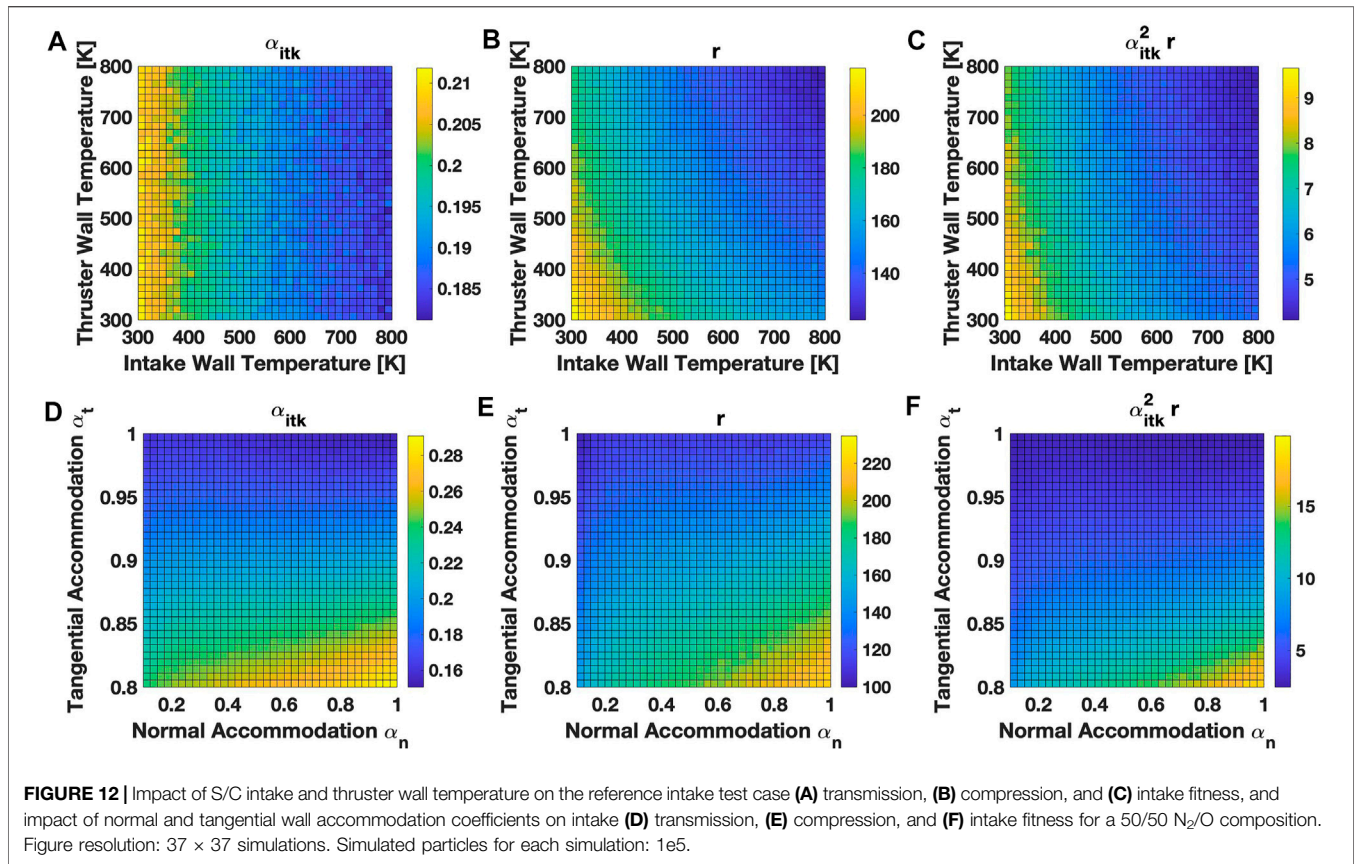 A
α_itk
Thruster Wall Temperature [K]
800
700
600
500
400
300
300 400 500 600 700 800
Intake Wall Temperature [K]
0.21
0.205
0.2
0.195
0.19
0.185
B
r
Thruster Wall Temperature [K]
800
700
600
500
400
300
300 400 500 600 700 800
Intake Wall Temperature [K]
200
180
160
140
C
α²_itk r
Thruster Wall Temperature [K]
800
700
600
500
400
300
300 400 500 600 700 800
Intake Wall Temperature [K]
9
8
7
6
5
D
α_itk
Tangential Accommodation α_t
1
0.95
0.9
0.85
0.8
0.2 0.4 0.6 0.8 1
Normal Accommodation α_n
0.28
0.26
0.24
0.22
0.2
0.18
0.16
E
r
Tangential Accommodation α_t
1
0.95
0.9
0.85
0.8
0.2 0.4 0.6 0.8 1
Normal Accommodation α_n
220
200
180
160
140
120
100
F
α²_itk r
Tangential Accommodation α_t
1
0.95
0.9
0.85
0.8
0.2 0.4 0.6 0.8 1
Normal Accommodation α_n
15
10
5
FIGURE 12 | Impact of S/C intake and thruster wall temperature on the reference intake test case (A) transmission, (B) compression, and (C) intake fitness, and
impact of normal and tangential wall accommodation coefficients on intake (D) transmission, (E) compression, and (F) intake fitness for a 50/50 N₂/O composition.
Figure resolution: 37 × 37 simulations. Simulated particles for each simulation: 1e5.